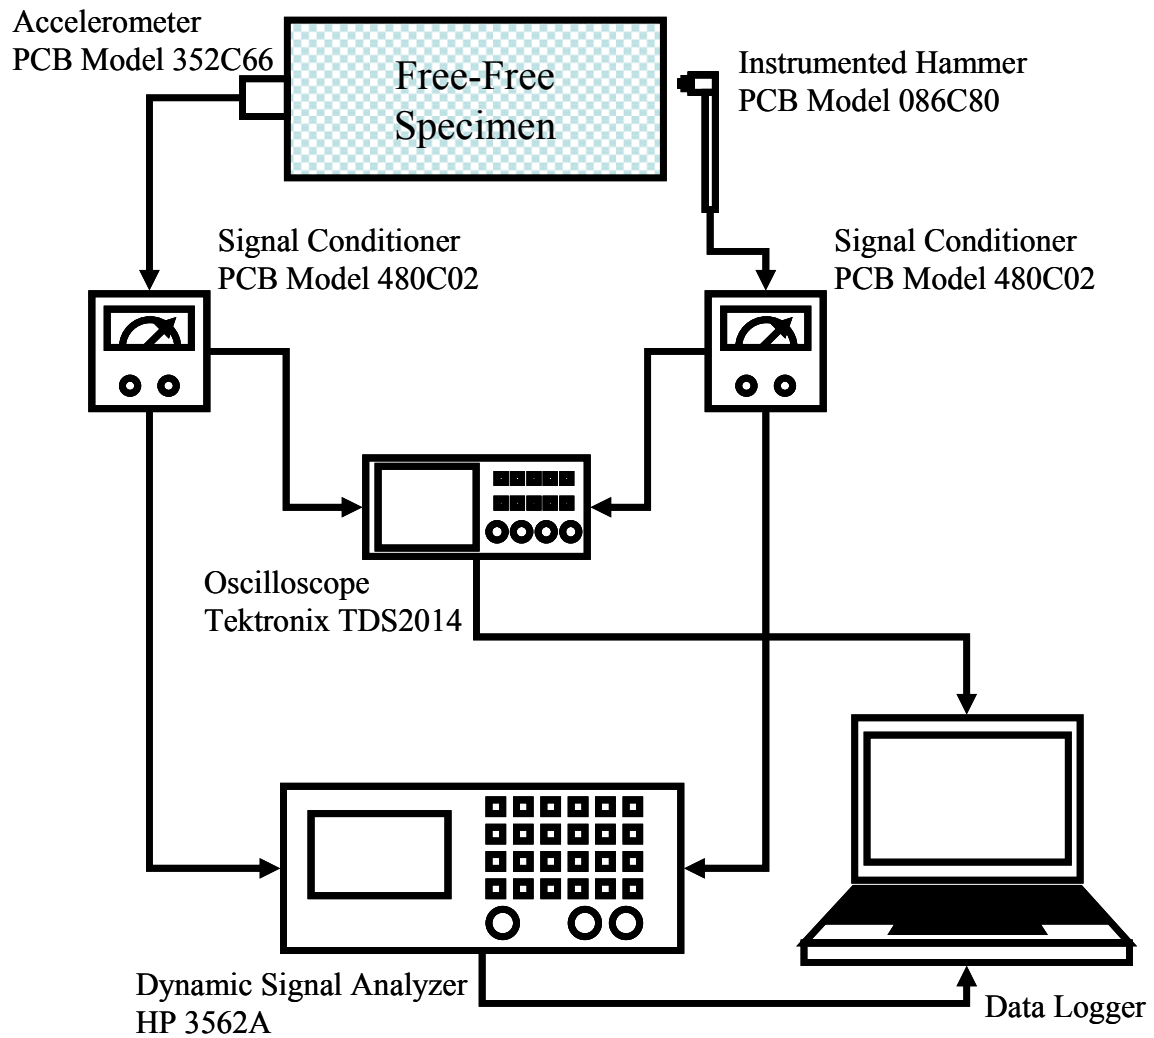 Accelerometer
PCB Model 352C66
Free-Free
Specimen
Instrumented Hammer
PCB Model 086C80
Signal Conditioner
PCB Model 480C02
Signal Conditioner
PCB Model 480C02
Oscilloscope
Tektronix TDS2014
Dynamic Signal Analyzer
HP 3562A
Data Logger